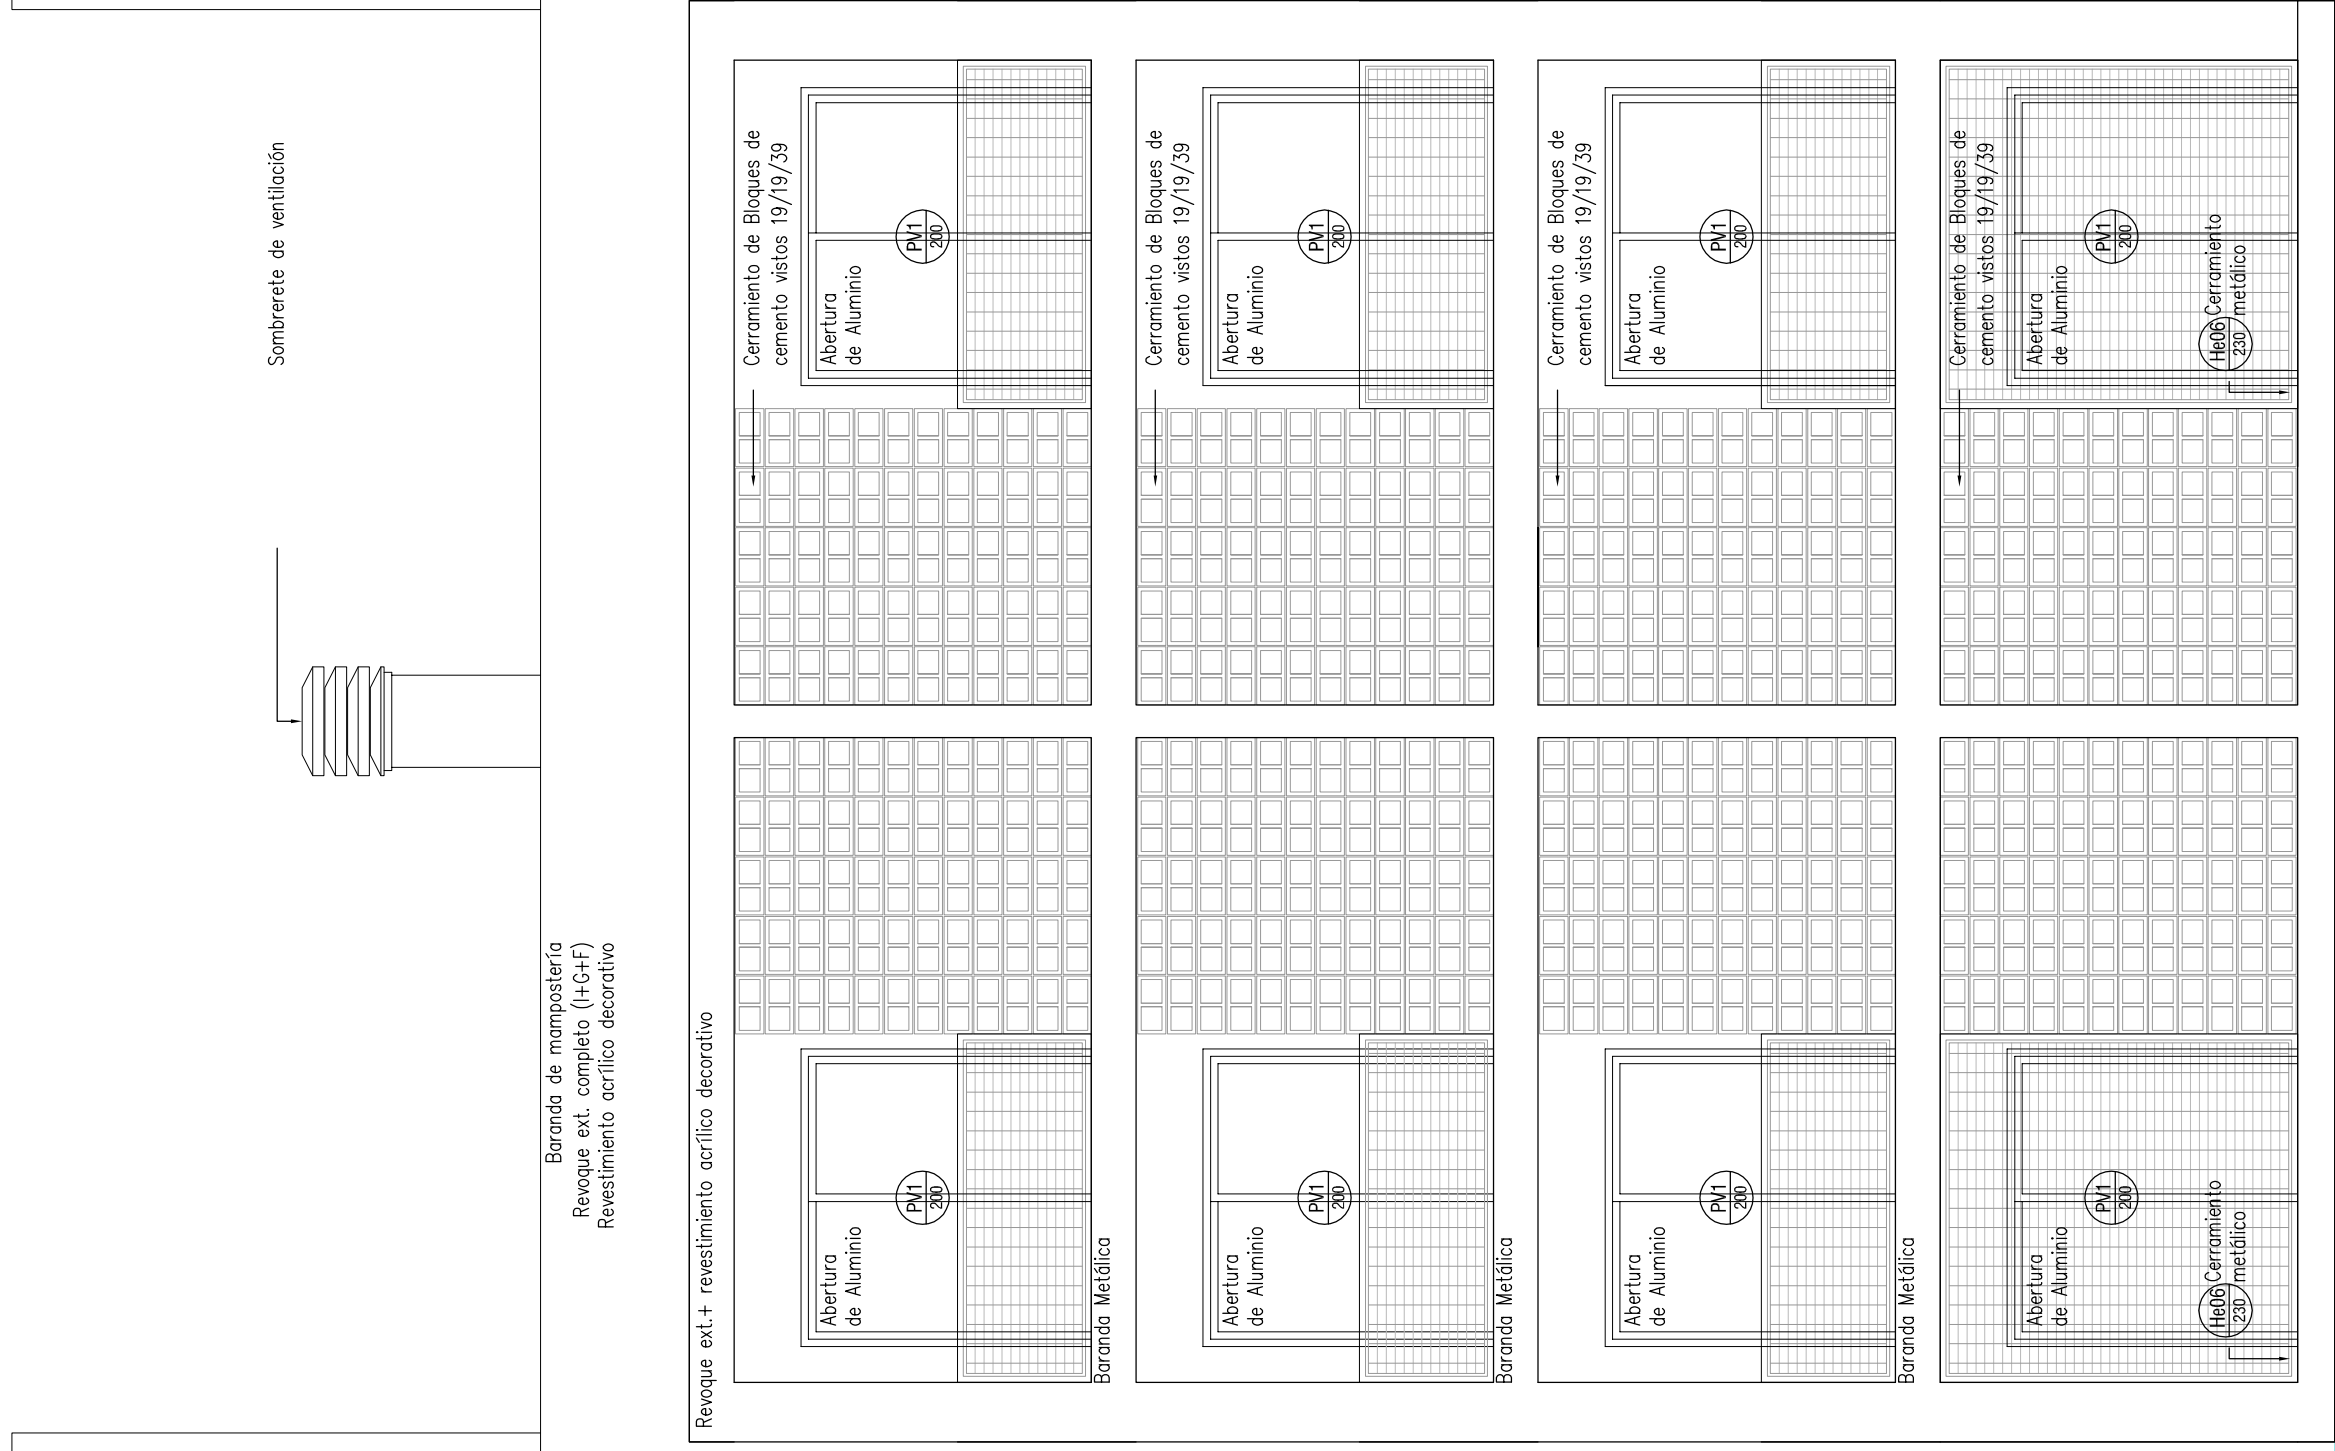 Sombrerete de ventilación
Baranda de mampostería
Revoque ext. completo (I+G+F)
Revestimiento acrílico decorativo
Revoque ext.+ revestimiento acrílico decorativo
Abertura
de Aluminio
PV1
200
Baranda Metálica
Cerramiento de Bloques de
cemento vistos 19/19/39
Abertura
de Aluminio
PV1
200
Abertura
de Aluminio
PV1
200
Baranda Metálica
Cerramiento de Bloques de
cemento vistos 19/19/39
Abertura
de Aluminio
PV1
200
Abertura
de Aluminio
PV1
200
Baranda Metálica
Cerramiento de Bloques de
cemento vistos 19/19/39
Abertura
de Aluminio
PV1
200
Abertura
de Aluminio
PV1
200
He06
230
Cerramiento
metálico
Cerramiento de Bloques de
cemento vistos 19/19/39
Abertura
de Aluminio
PV1
200
He06
230
Cerramiento
metálico